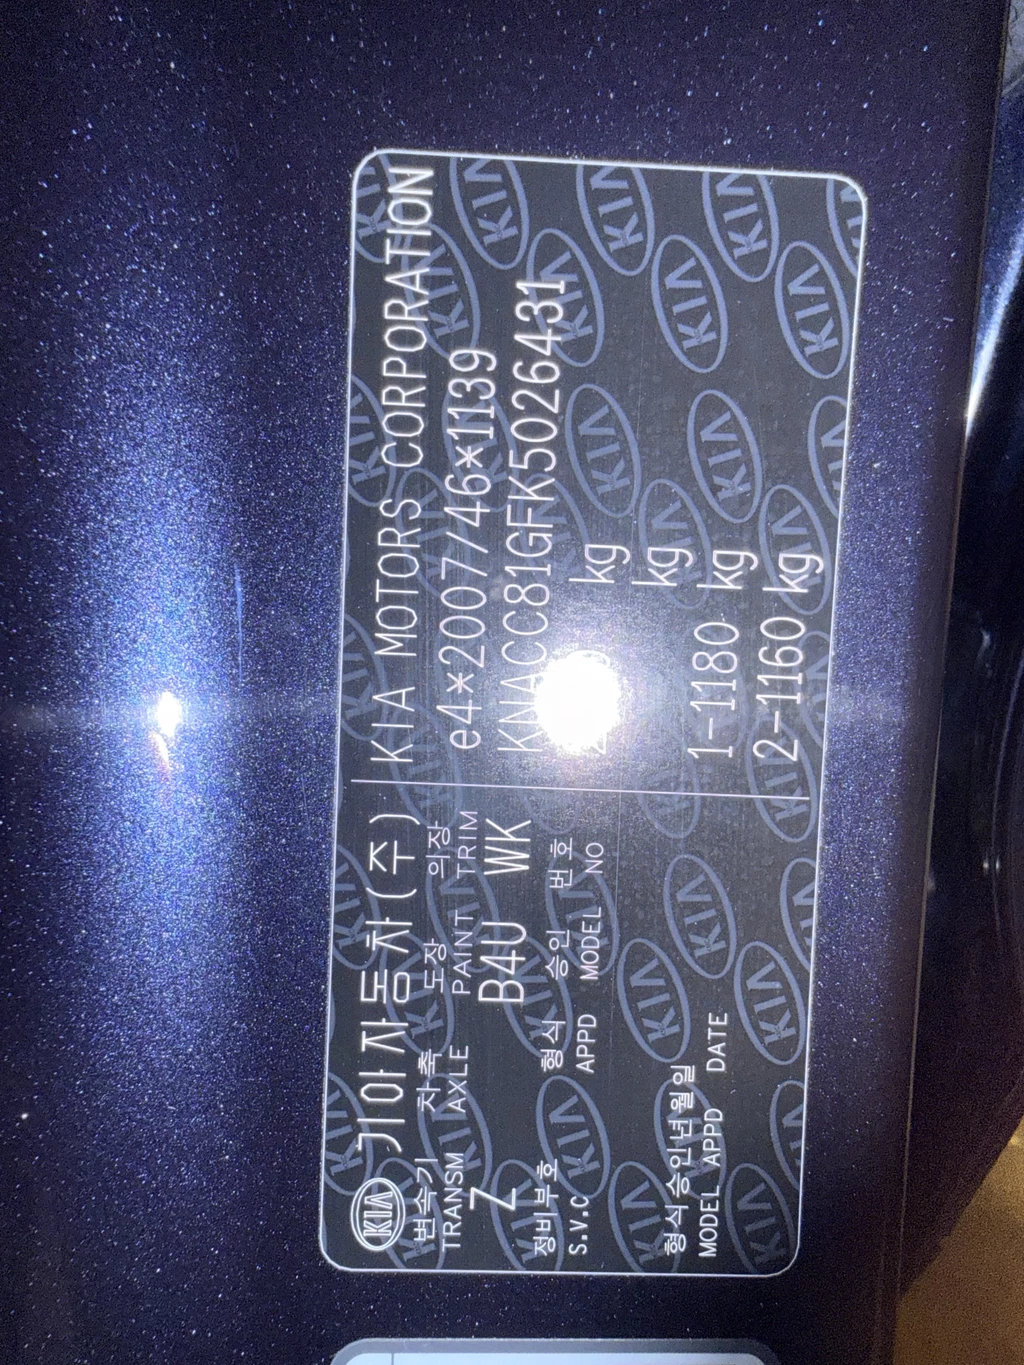 KIA 기아자동차(주) KIA MOTORS CORPORATION
변속기 차축 도장 의장
TRANSM AXLE PAINT TRIM
Z B4U WK
e4*2007/46*1139
KNACC81GFK5026431
정비부호 형식 승인 번호
S.V.C APPD MODEL NO
kg
kg
형식승인년월일
MODEL APPD DATE
1-1180 kg
2-1160 kg